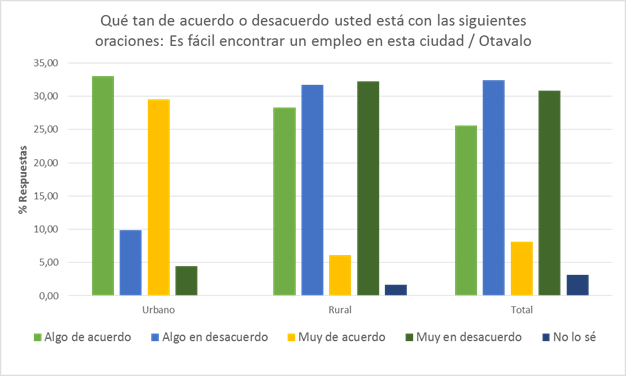 Qué tan de acuerdo o desacuerdo usted está con las siguientes
oraciones: Es fácil encontrar un empleo en esta ciudad / Otavalo
% Respuestas
35,00
30,00
25,00
20,00
15,00
10,00
5,00
0,00
Urbano Rural Total
Algo de acuerdo Algo en desacuerdo Muy de acuerdo Muy en desacuerdo No lo sé